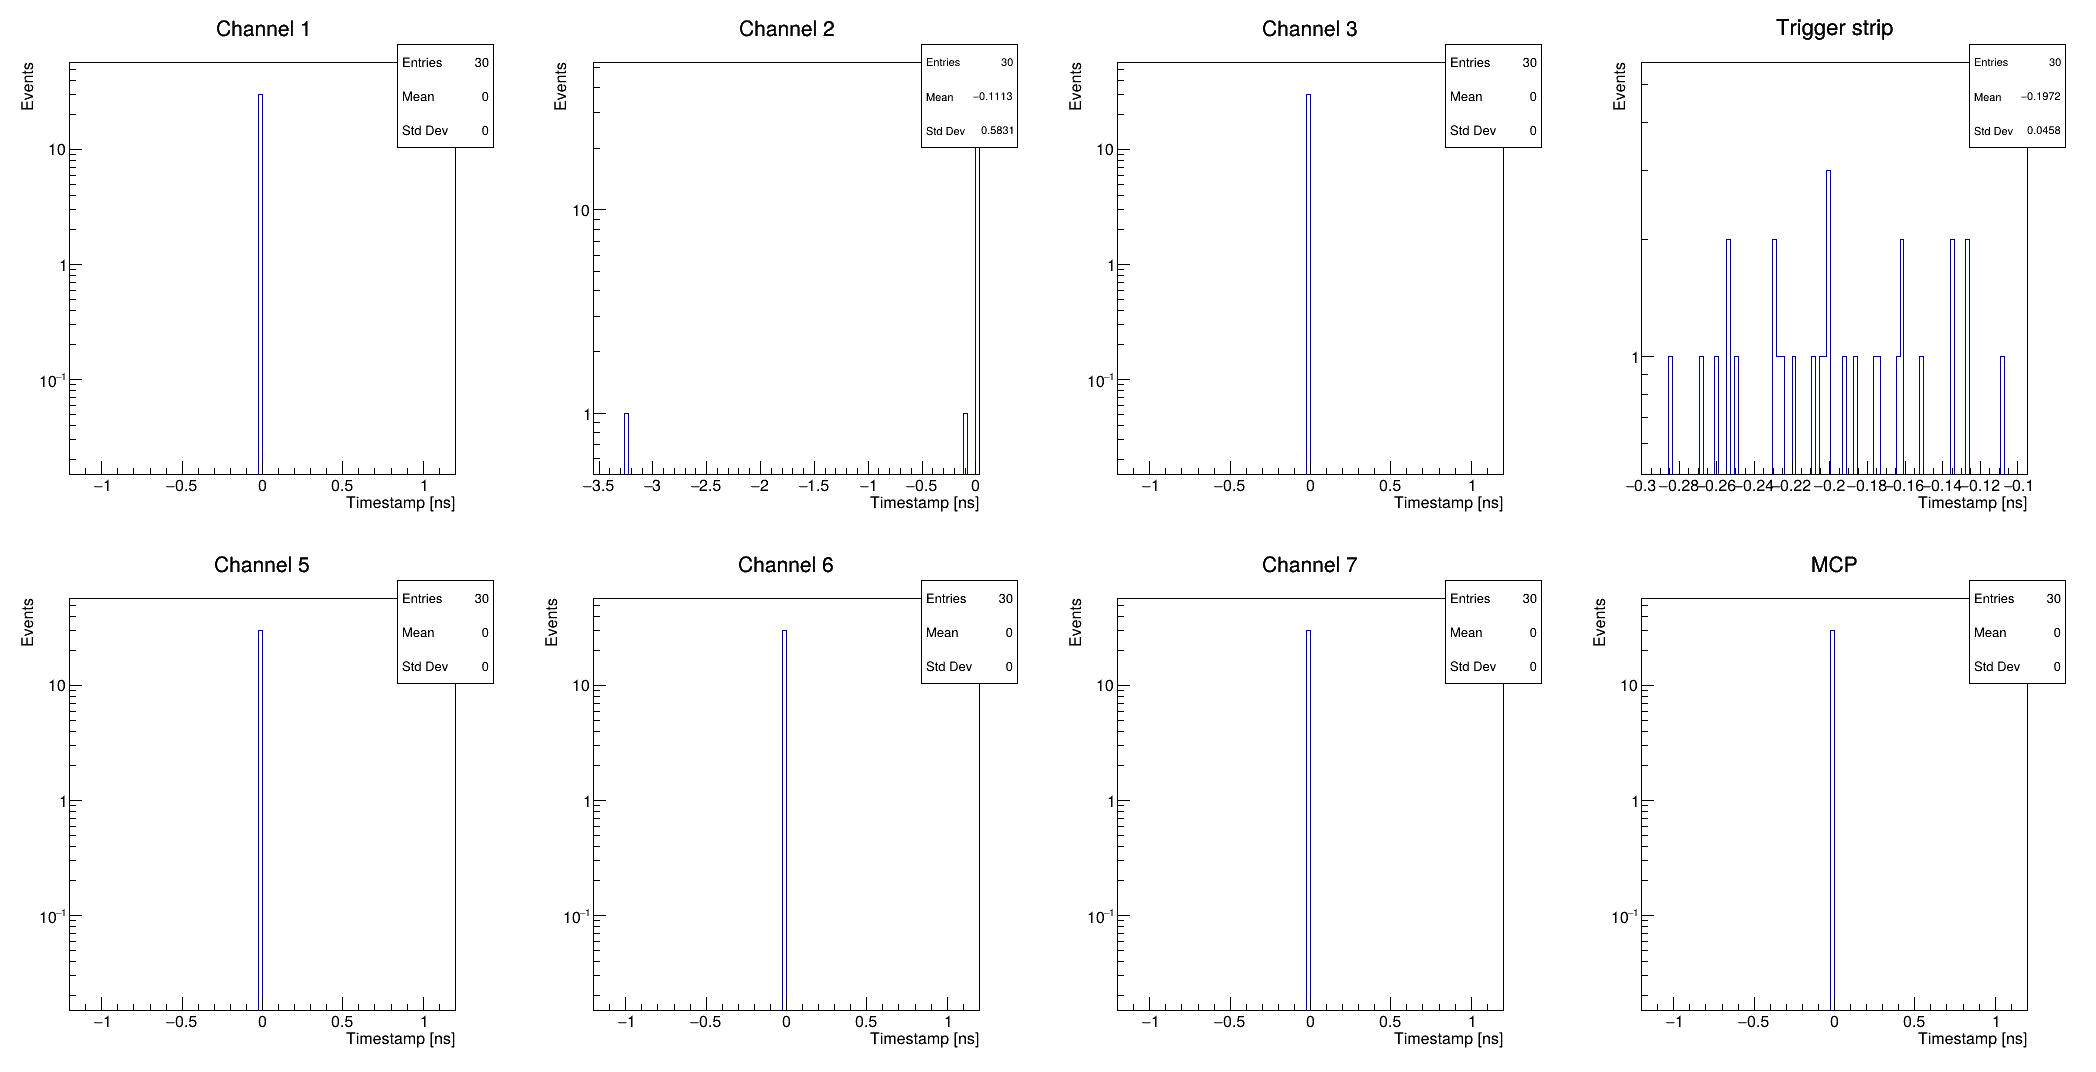 Channel 1
Events
Entries 30
Mean 0
Std Dev 0
10
1
10⁻¹
−1 −0.5 0 0.5 1
Timestamp [ns]
Channel 2
Events
Entries 30
Mean −0.1113
Std Dev 0.5831
10
1
−3.5 −3 −2.5 −2 −1.5 −1 −0.5 0
Timestamp [ns]
Channel 3
Events
Entries 30
Mean 0
Std Dev 0
10
1
10⁻¹
−1 −0.5 0 0.5 1
Timestamp [ns]
Trigger strip
Events
Entries 30
Mean −0.1972
Std Dev 0.0458
1
−0.3 −0.28 −0.26 −0.24 −0.22 −0.2 −0.18 −0.16 −0.14 −0.12 −0.1
Timestamp [ns]
Channel 5
Events
Entries 30
Mean 0
Std Dev 0
10
1
10⁻¹
−1 −0.5 0 0.5 1
Timestamp [ns]
Channel 6
Events
Entries 30
Mean 0
Std Dev 0
10
1
10⁻¹
−1 −0.5 0 0.5 1
Timestamp [ns]
Channel 7
Events
Entries 30
Mean 0
Std Dev 0
10
1
10⁻¹
−1 −0.5 0 0.5 1
Timestamp [ns]
MCP
Events
Entries 30
Mean 0
Std Dev 0
10
1
10⁻¹
−1 −0.5 0 0.5 1
Timestamp [ns]